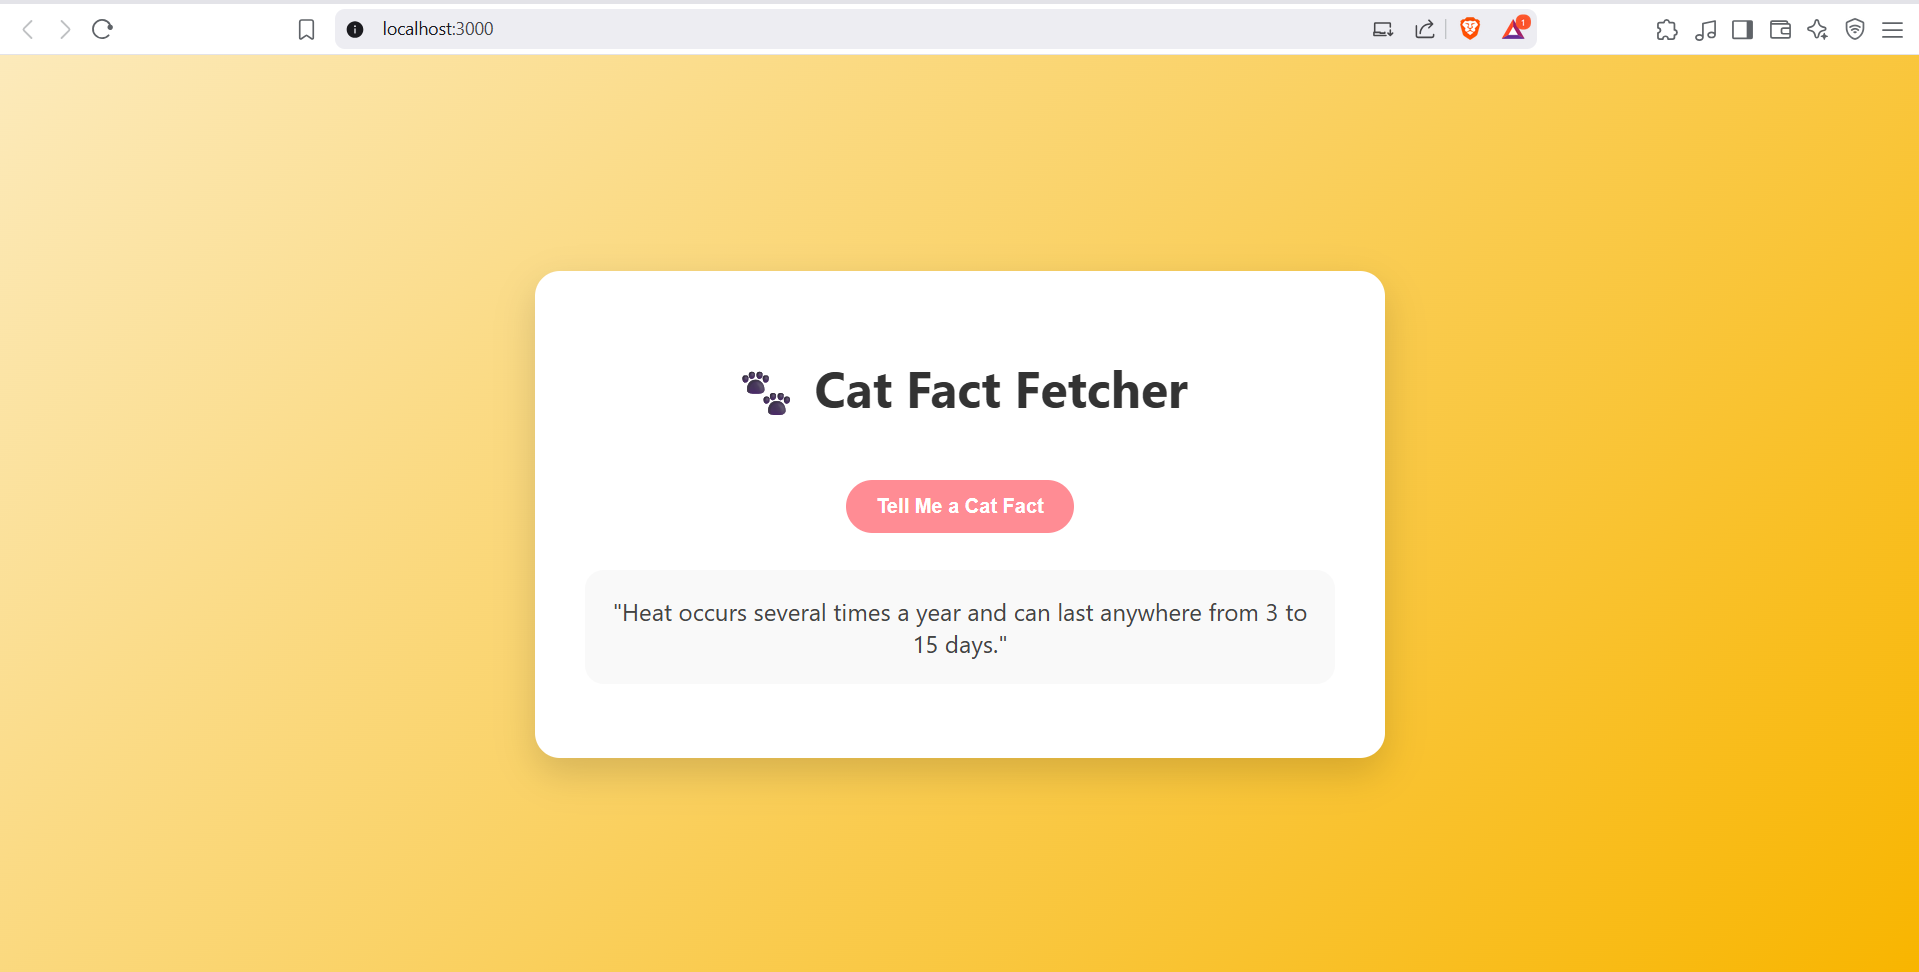 localhost:3000
1
Cat Fact Fetcher
Tell Me a Cat Fact
"Heat occurs several times a year and can last anywhere from 3 to
15 days."